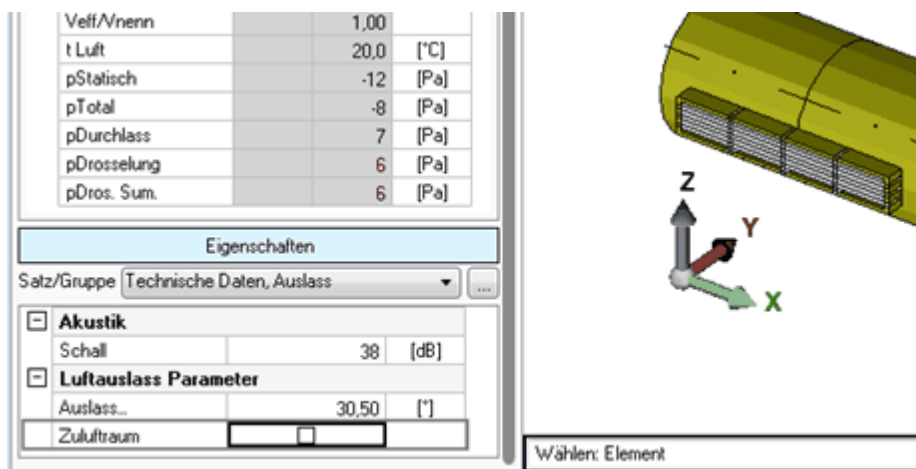 Veff/Vnenn 1,00
t Luft 20,0 [°C]
pStatisch -12 [Pa]
pTotal -8 [Pa]
pDurchlass 7 [Pa]
pDrosselung 6 [Pa]
pDros. Sum. 6 [Pa]
Eigenschaften
Satz/Gruppe Technische Daten, Auslass ...
Akustik
Schall 38 [dB]
Luftauslass Parameter
Auslass... 30,50 [°]
Zuluftraum
Z
Y
X
Wählen: Element